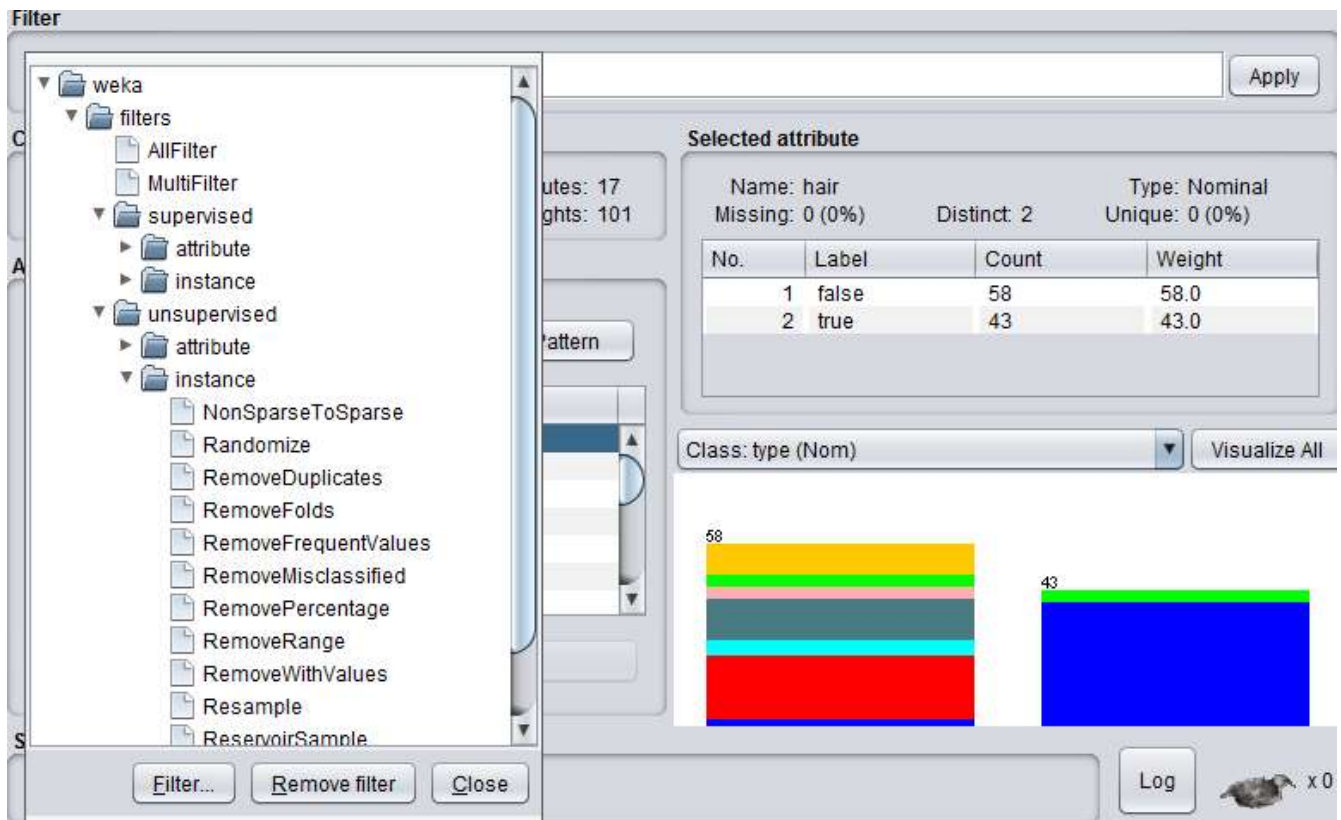 Filter
Apply
weka
filters
AllFilter
MultiFilter
supervised
attribute
instance
unsupervised
attribute
instance
NonSparseToSparse
Randomize
RemoveDuplicates
RemoveFolds
RemoveFrequentValues
RemoveMisclassified
RemovePercentage
RemoveRange
RemoveWithValues
Resample
ReservoirSample
Filter...
Remove filter
Close
utes: 17
ghts: 101
attern
Selected attribute
Name: hair
Type: Nominal
Missing: 0 (0%)
Distinct: 2
Unique: 0 (0%)
No. Label Count Weight
1 false 58 58.0
2 true 43 43.0
Class: type (Nom)
Visualize All
58
43
Log
x 0